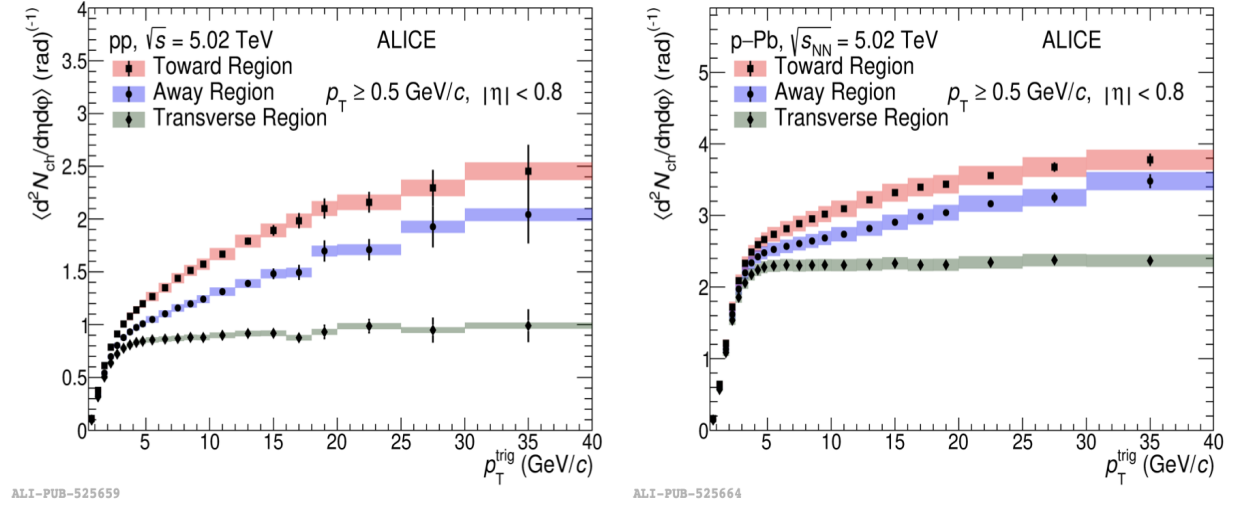 pp, √s = 5.02 TeV ALICE
Toward Region
Away Region p_T ≥ 0.5 GeV/c, |η| < 0.8
Transverse Region
⟨d²N_ch/dηdφ⟩ (rad)^(-1)
4
3.5
3
2.5
2
1.5
1
0.5
0
5 10 15 20 25 30 35 40
p_T^trig (GeV/c)
ALI-PUB-525659
p–Pb, √s_NN = 5.02 TeV ALICE
Toward Region
Away Region p_T ≥ 0.5 GeV/c, |η| < 0.8
Transverse Region
⟨d²N_ch/dηdφ⟩ (rad)^(-1)
5
4
3
2
1
0
5 10 15 20 25 30 35 40
p_T^trig (GeV/c)
ALI-PUB-525664